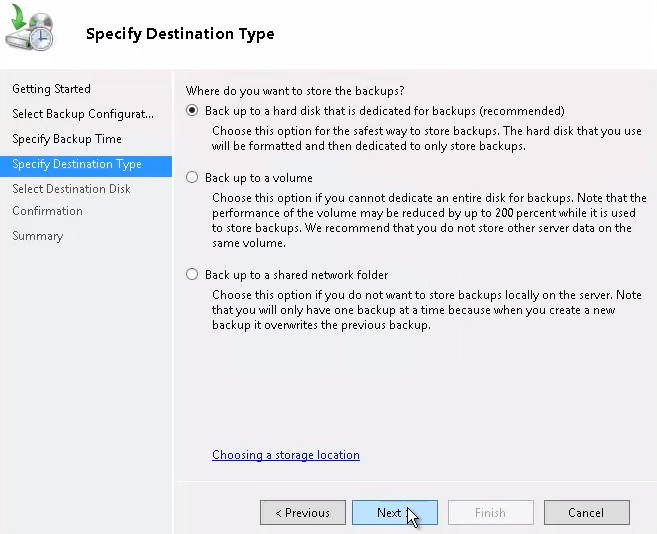 Specify Destination Type
Getting Started
Select Backup Configurat...
Specify Backup Time
Specify Destination Type
Select Destination Disk
Confirmation
Summary
Where do you want to store the backups?
Back up to a hard disk that is dedicated for backups (recommended)
Choose this option for the safest way to store backups. The hard disk that you use
will be formatted and then dedicated to only store backups.
Back up to a volume
Choose this option if you cannot dedicate an entire disk for backups. Note that the
performance of the volume may be reduced by up to 200 percent while it is used
to store backups. We recommend that you do not store other server data on the
same volume.
Back up to a shared network folder
Choose this option if you do not want to store backups locally on the server. Note
that you will only have one backup at a time because when you create a new
backup it overwrites the previous backup.
Choosing a storage location
< Previous
Next
Finish
Cancel